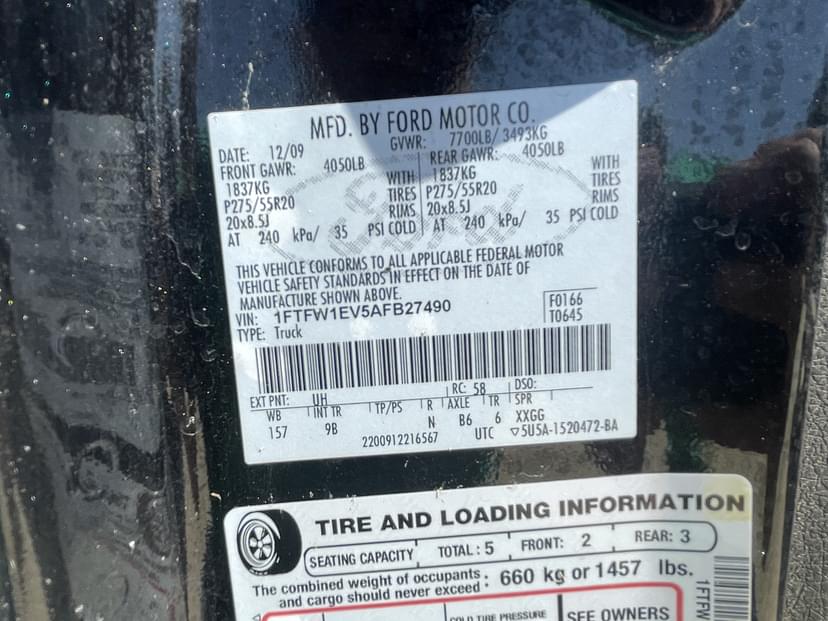 MFD. BY FORD MOTOR CO.
DATE: 12/09 GVWR: 7700LB/ 3493KG
FRONT GAWR: 4050LB REAR GAWR: 4050LB
1837KG WITH 1837KG WITH
P275/55R20 TIRES P275/55R20 TIRES
20x8.5J RIMS 20x8.5J RIMS
AT 240 kPa/ 35 PSI COLD AT 240 kPa/ 35 PSI COLD
Ford
THIS VEHICLE CONFORMS TO ALL APPLICABLE FEDERAL MOTOR
VEHICLE SAFETY STANDARDS IN EFFECT ON THE DATE OF
MANUFACTURE SHOWN ABOVE.
VIN: 1FTFW1EV5AFB27490 F0166
TYPE: Truck T0645
EXT PNT: UH RC: 58 DSO:
WB INT TR TP/PS R AXLE TR SPR
157 9B N B6 6 XXGG
2200912216567 UTC ▽5U5A-1520472-BA
TIRE AND LOADING INFORMATION
SEATING CAPACITY TOTAL: 5 FRONT: 2 REAR: 3
The combined weight of occupants
and cargo should never exceed : 660 kg or 1457 lbs.
COLD TIRE PRESSURE SEE OWNERS
1FTFW